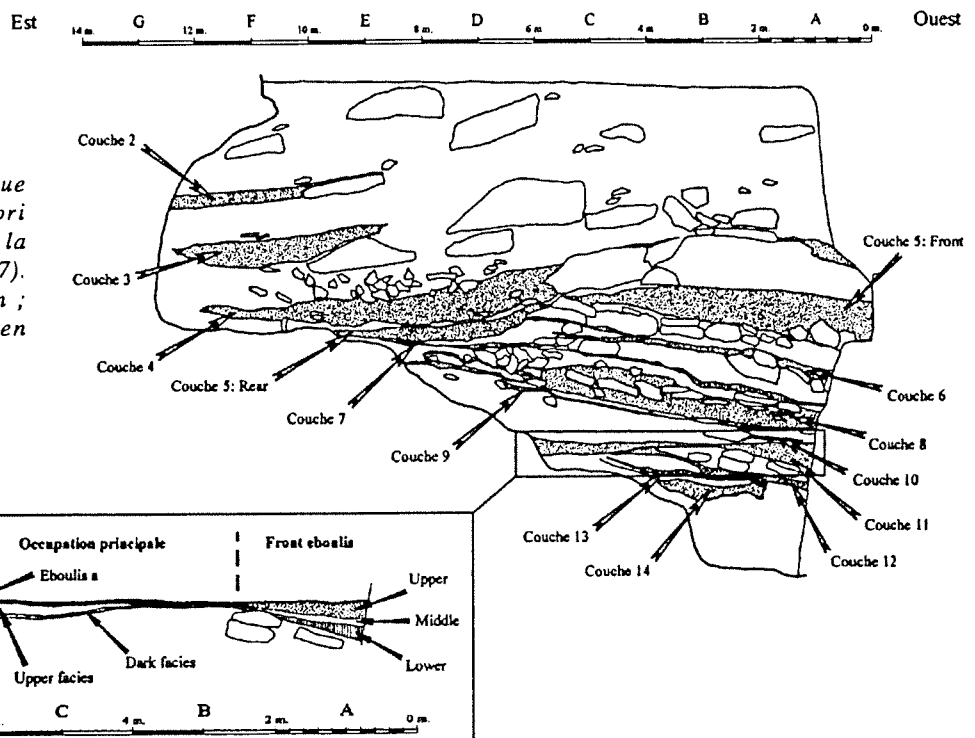 Est G F E D C B A Ouest
14 m. 12 m. 10 m. 8 m. 6 m. 4 m. 2 m. 0 m.
Couche 2
ue
ori
la
7).
n ;
en
Couche 3
Couche 4
Couche 5: Rear
Couche 7
Couche 9
Couche 13
Couche 14
Couche 5: Front
Couche 6
Couche 8
Couche 10
Couche 11
Couche 12
Occupation principale
Front eboulis
Eboulis a
Upper
Middle
Lower
Upper facies
Dark facies
C 4 m. B 2 m. A 0 m.